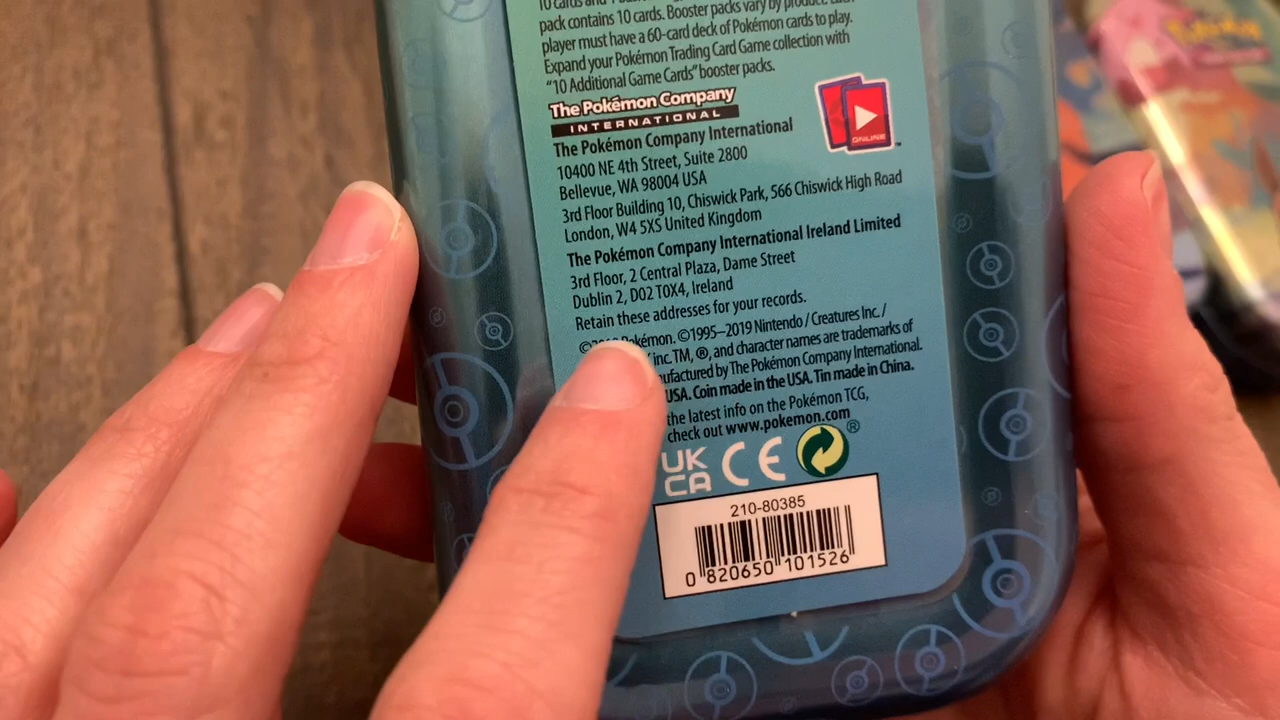 10 cards and
pack contains 10 cards. Booster packs vary by product. Each
player must have a 60-card deck of Pokémon cards to play.
Expand your Pokémon Trading Card Game collection with
"10 Additional Game Cards" booster packs.
The Pokémon Company
INTERNATIONAL
ONLINE
The Pokémon Company International
10400 NE 4th Street, Suite 2800
Bellevue, WA 98004 USA
3rd Floor Building 10, Chiswick Park, 566 Chiswick High Road
London, W4 5XS United Kingdom
The Pokémon Company International Ireland Limited
3rd Floor, 2 Central Plaza, Dame Street
Dublin 2, D02 T0X4, Ireland
Retain these addresses for your records.
Pokémon. ©1995–2019 Nintendo / Creatures Inc. /
inc. TM, ®, and character names are trademarks of
The Pokémon Company International.
USA. Coin made in the USA. Tin made in China.
the latest info on the Pokémon TCG,
check out www.pokemon.com
UK
CA CE ®
210-80385
0 820650 101526